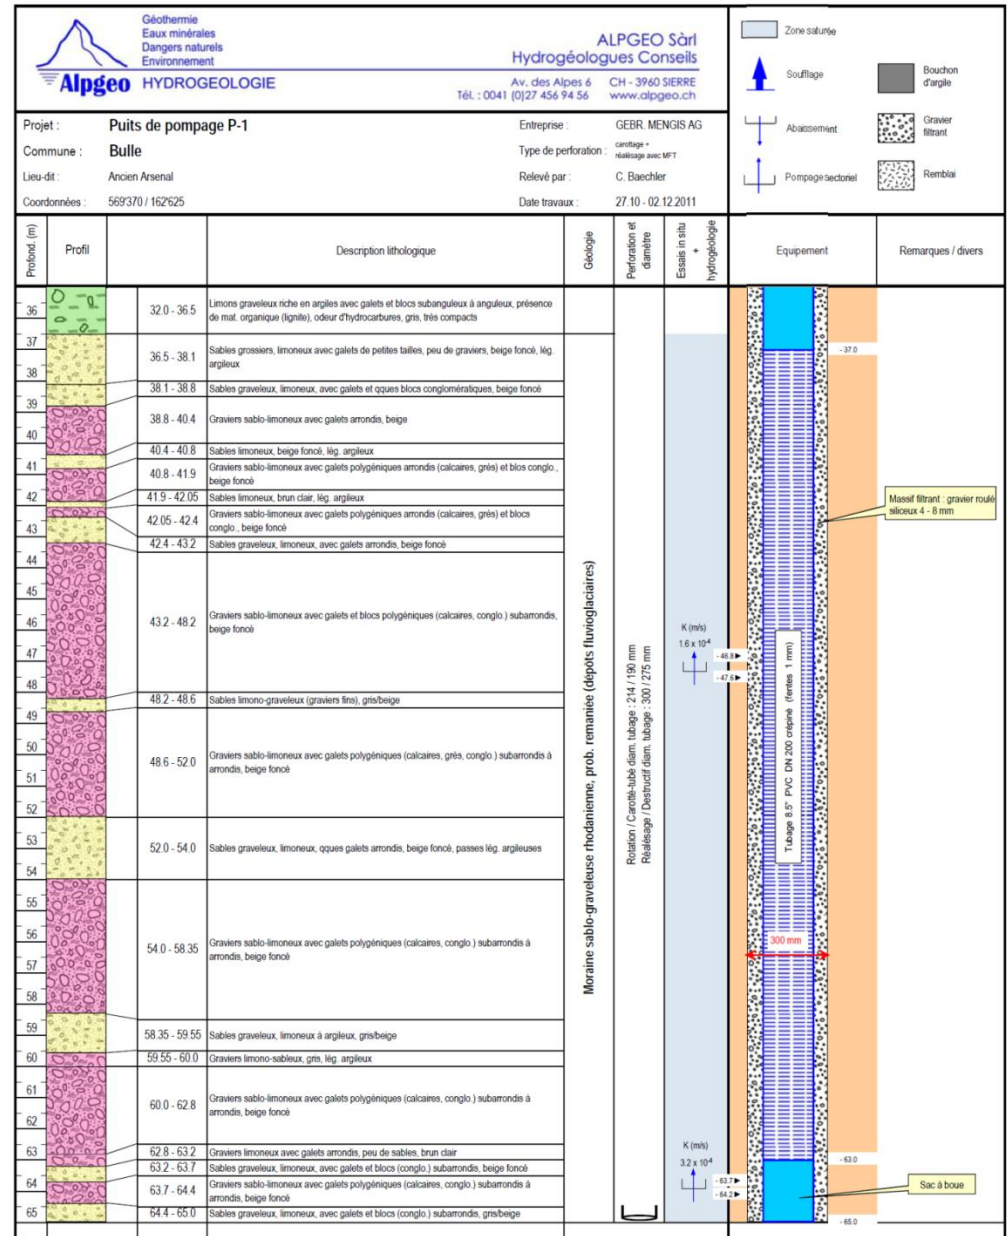 Géothermie
Eaux minérales
Dangers naturels
Environnement
Alpgeo HYDROGEOLOGIE
ALPGEO Sàrl
Hydrogéologues Conseils
Av. des Alpes 6 CH - 3960 SIERRE
Tél. : 0041 (0)27 456 94 56 www.alpgeo.ch
Zone saturée
Soufflage
Bouchon d'argile
Abaissement
Gravier filtrant
Pompage sectoriel
Remblai
Projet : Puits de pompage P-1 Entreprise : GEBR. MENGIS AG
Commune : Bulle Type de perforation : carottage + réalésage avec MFT
Lieu-dit : Ancien Arsenal Relevé par : C. Baechler
Coordonnées : 569'370 / 162'625 Date travaux : 27.10 - 02.12.2011
Profond. (m)
Profil
Description lithologique
Géologie
Perforation et diamètre
Essais in situ + hydrogéologie
Equipement
Remarques / divers
36
37
38
39
40
41
42
43
44
45
46
47
48
49
50
51
52
53
54
55
56
57
58
59
60
61
62
63
64
65
32.0 - 36.5 Limons graveleux riche en argiles avec galets et blocs subanguleux à anguleux, présence
de mat. organique (lignite), odeur d'hydrocarbures, gris, très compacts
36.5 - 38.1 Sables grossiers, limoneux avec galets de petites tailles, peu de graviers, beige foncé, lég.
argileux
38.1 - 38.8 Sables graveleux, limoneux, avec galets et qques blocs conglomératiques, beige foncé
38.8 - 40.4 Graviers sablo-limoneux avec galets arrondis, beige
40.4 - 40.8 Sables limoneux, beige foncé, lég. argileux
40.8 - 41.9 Graviers sablo-limoneux avec galets polygéniques arrondis (calcaires, grés) et blos conglo.,
beige foncé
41.9 - 42.05 Sables limoneux, brun clair, lég. argileux
42.05 - 42.4 Graviers sablo-limoneux avec galets polygéniques arrondis (calcaires, grés) et blocs
conglo., beige foncé
42.4 - 43.2 Sables graveleux, limoneux, avec galets arrondis, beige foncé
43.2 - 48.2 Graviers sablo-limoneux avec galets et blocs polygéniques (calcaires, conglo.) subarrondis,
beige foncé
48.2 - 48.6 Sables limono-graveleux (graviers fins), gris/beige
48.6 - 52.0 Graviers sablo-limoneux avec galets polygéniques (calcaires, grés, conglo.) subarrondis à
arrondis, beige foncé
52.0 - 54.0 Sables graveleux, limoneux, qques galets arrondis, beige foncé, passes lég. argileuses
54.0 - 58.35 Graviers sablo-limoneux avec galets polygéniques (calcaires, conglo.) subarrondis à
arrondis, beige foncé
58.35 - 59.55 Sables graveleux, limoneux à argileux, gris/beige
59.55 - 60.0 Graviers limono-sableux, gris, lég. argileux
60.0 - 62.8 Graviers sablo-limoneux avec galets polygéniques (calcaires, conglo.) subarrondis à
arrondis, beige foncé
62.8 - 63.2 Graviers limoneux avec galets arrondis, peu de sables, brun clair
63.2 - 63.7 Sables graveleux, limoneux, avec galets et blocs (conglo.) subarrondis, beige foncé
63.7 - 64.4 Graviers sablo-limoneux avec galets polygéniques (calcaires, conglo.) subarrondis à
arrondis, beige foncé
64.4 - 65.0 Sables graveleux, limoneux, avec galets et blocs (conglo.) subarrondis, gris/beige
Moraine sablo-graveleuse rhodanienne, prob. remaniée (dépôts fluvioglaciaires)
Rotation / Carotté-tubé diam. tubage : 214 / 190 mm
Réalésage / Destructif diam. tubage : 300 / 275 mm
K (m/s)
1.6 x 10⁻⁴
- 46.8
- 47.6
K (m/s)
3.2 x 10⁻⁴
- 63.7
- 64.2
Tubage 8.5" PVC DN 200 crépiné (fentes 1 mm)
300 mm
- 37.0
- 63.0
- 65.0
Massif filtrant : gravier roulé
siliceux 4 - 8 mm
Sac à boue